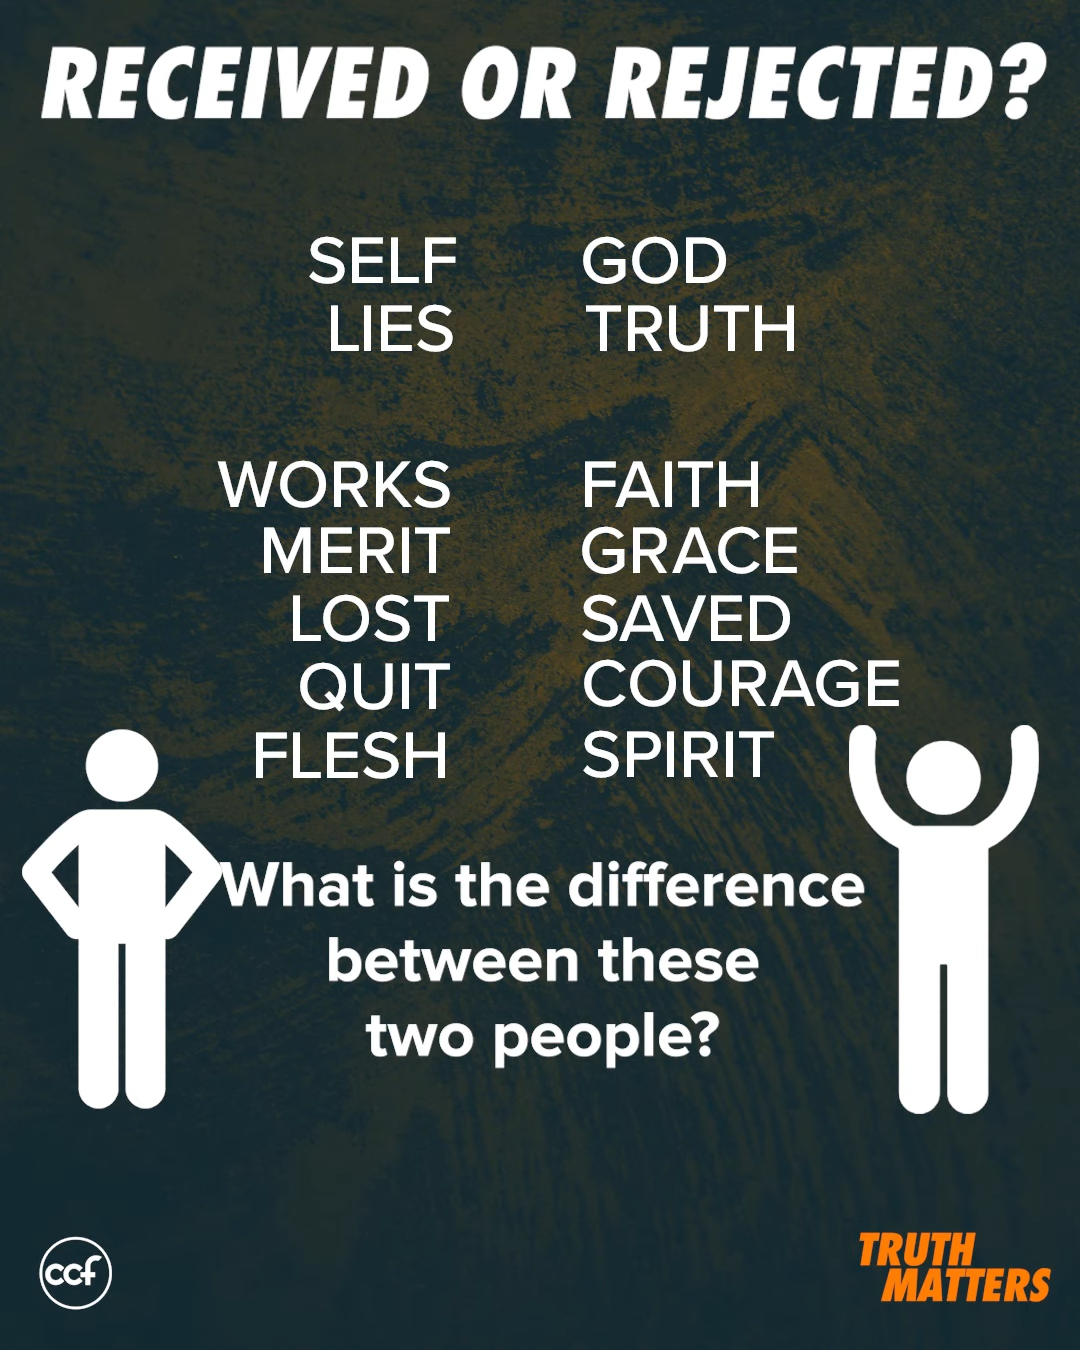 RECEIVED OR REJECTED?
SELF GOD
LIES TRUTH
WORKS FAITH
MERIT GRACE
LOST SAVED
QUIT COURAGE
FLESH SPIRIT
What is the difference
between these
two people?
ccf
TRUTH
MATTERS